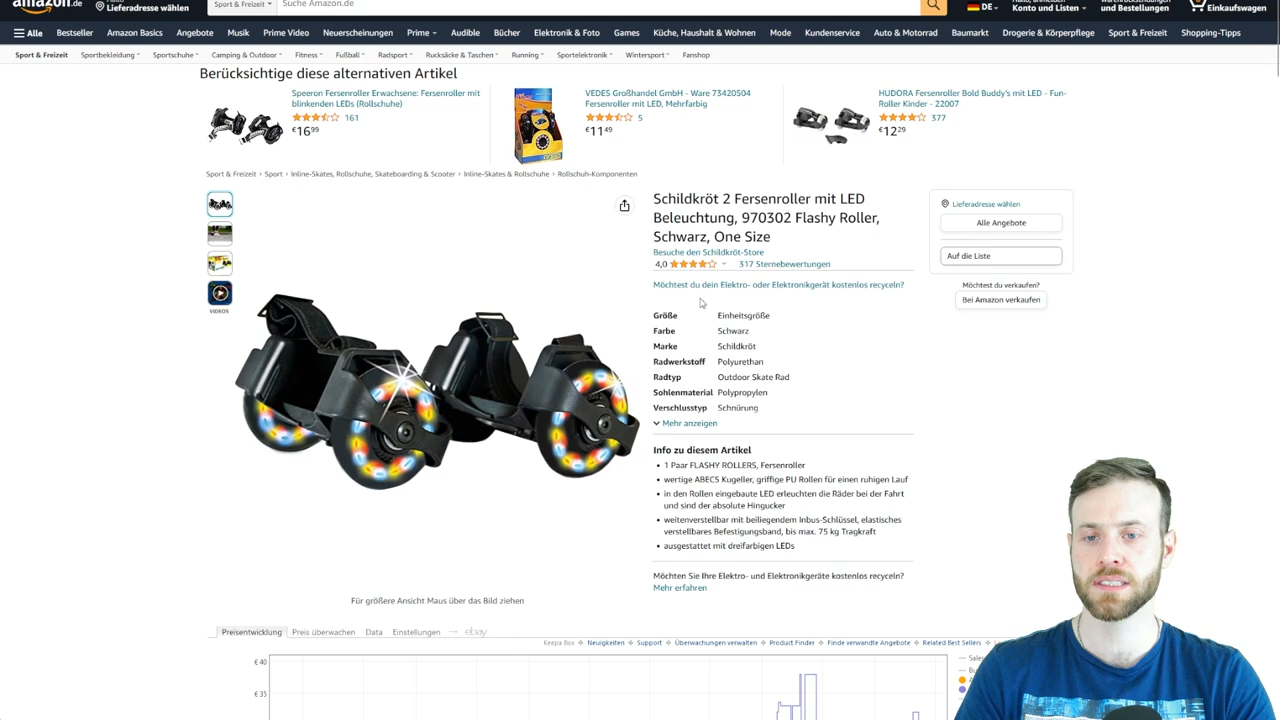 amazon.de
Hallo
Lieferadresse wählen
Sport & Freizeit
Suche Amazon.de
DE
Hallo, anmelden
Konto und Listen
Warenrücksendungen
und Bestellungen
0
Einkaufswagen
Alle Bestseller Amazon Basics Angebote Musik Prime Video Neuerscheinungen Prime Audible Bücher Elektronik & Foto Games Küche, Haushalt & Wohnen Mode Kundenservice Auto & Motorrad Baumarkt Drogerie & Körperpflege Sport & Freizeit Shopping-Tipps
Sport & Freizeit Sportbekleidung Sportschuhe Camping & Outdoor Fitness Fußball Radsport Rucksäcke & Taschen Running Sportelektronik Wintersport Fanshop
Berücksichtige diese alternativen Artikel
Speeron Fersenroller Erwachsene: Fersenroller mit
blinkenden LEDs (Rollschuhe)
161
€16⁹⁹
VEDES Großhandel GmbH - Ware 73420504
Fersenroller mit LED, Mehrfarbig
5
€11⁴⁹
HUDORA Fersenroller Bold Buddy's mit LED - Fun-
Roller Kinder - 22007
377
€12²⁹
Sport & Freizeit › Sport › Inline-Skates, Rollschuhe, Skateboarding & Scooter › Inline-Skates & Rollschuhe › Rollschuh-Komponenten
VIDEOS
Für größere Ansicht Maus über das Bild ziehen
Schildkröt 2 Fersenroller mit LED
Beleuchtung, 970302 Flashy Roller,
Schwarz, One Size
Besuche den Schildkröt-Store
4,0 317 Sternebewertungen
Möchtest du dein Elektro- oder Elektronikgerät kostenlos recyceln?
Größe Einheitsgröße
Farbe Schwarz
Marke Schildkröt
Radwerkstoff Polyurethan
Radtyp Outdoor Skate Rad
Sohlenmaterial Polypropylen
Verschlusstyp Schnürung
Mehr anzeigen
Info zu diesem Artikel
• 1 Paar FLASHY ROLLERS, Fersenroller
• wertige ABEC5 Kugeller, griffige PU Rollen für einen ruhigen Lauf
• in den Rollen eingebaute LED erleuchten die Räder bei der Fahrt
und sind der absolute Hingucker
• weitenverstellbar mit beiliegendem Inbus-Schlüssel, elastisches
verstellbares Befestigungsband, bis max. 75 kg Tragkraft
• ausgestattet mit dreifarbigen LEDs
Möchten Sie Ihre Elektro- und Elektronikgeräte kostenlos recyceln?
Mehr erfahren
Lieferadresse wählen
Alle Angebote
Auf die Liste
Möchtest du verkaufen?
Bei Amazon verkaufen
Preisentwicklung Preis überwachen Data Einstellungen → ebay
Keepa Box Neuigkeiten Support Überwachungen verwalten Product Finder Finde verwandte Angebote Related Best Sellers
€ 40
€ 35